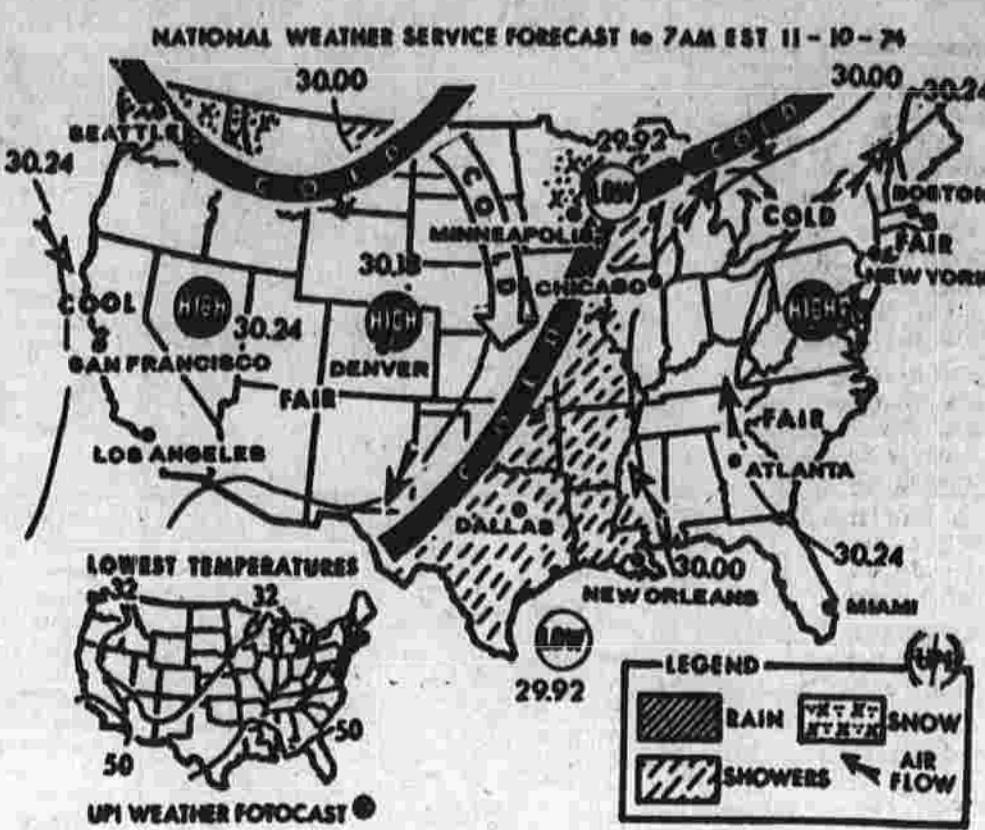 NATIONAL WEATHER SERVICE FORECAST to 7AM EST 11-10-74
30.00
30.00
30.24
SEATTLE
29.92
30.24
COLD
COLD
LOW
COLD
BOSTON
COLD
MINNEAPOLIS
FAIR
30.18
NEW YORK
CHICAGO
COOL
HIGH
HIGH
HIGH
30.24
SAN FRANCISCO
DENVER
COLD
FAIR
FAIR
LOS ANGELES
ATLANTA
DALLAS
30.24
LOWEST TEMPERATURES
30.00
32
32
NEW ORLEANS
MIAMI
LOW
29.92
50
50
UPI WEATHER FOTOCAST
UPI
LEGEND
RAIN
SNOW
SHOWERS
AIR
FLOW